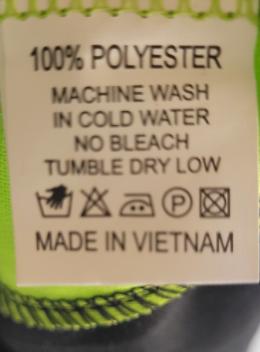 100% POLYESTER
MACHINE WASH
IN COLD WATER
NO BLEACH
TUMBLE DRY LOW
P
MADE IN VIETNAM